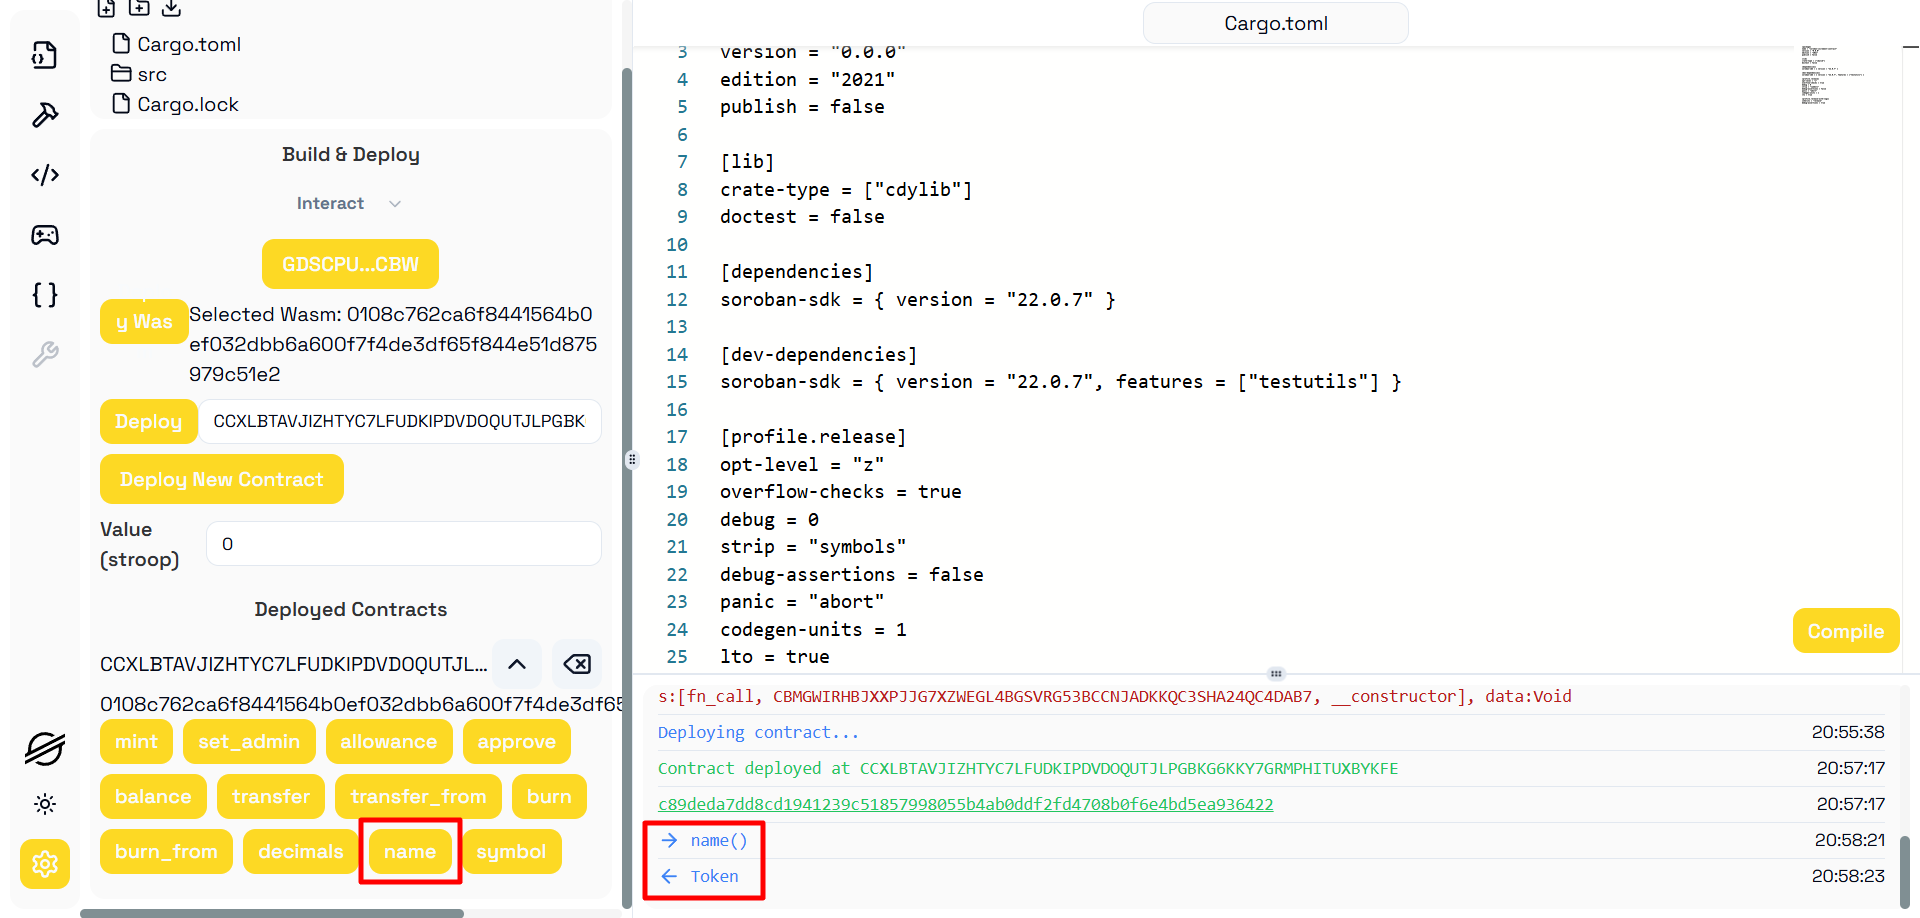 Cargo.toml
src
Cargo.lock
Build & Deploy
Interact
GDSCPU...CBW
y Was
Selected Wasm: 0108c762ca6f8441564b0
ef032dbb6a600f7f4de3df65f844e51d875
979c51e2
Deploy
CCXLBTAVJIZHTYC7LFUDKIPDVDOQUTJLPGBK
Deploy New Contract
Value
(stroop)
0
Deployed Contracts
CCXLBTAVJIZHTYC7LFUDKIPDVDOQUTJL...
0108c762ca6f8441564b0ef032dbb6a600f7f4de3df65
mint set_admin allowance approve
balance transfer transfer_from burn
burn_from decimals name symbol
Cargo.toml
3 version = "0.0.0"
4 edition = "2021"
5 publish = false
6
7 [lib]
8 crate-type = ["cdylib"]
9 doctest = false
10
11 [dependencies]
12 soroban-sdk = { version = "22.0.7" }
13
14 [dev-dependencies]
15 soroban-sdk = { version = "22.0.7", features = ["testutils"] }
16
17 [profile.release]
18 opt-level = "z"
19 overflow-checks = true
20 debug = 0
21 strip = "symbols"
22 debug-assertions = false
23 panic = "abort"
24 codegen-units = 1
25 lto = true
Compile
s:[fn_call, CBMGWIRHBJXXPJJG7XZWEGL4BGSVRG53BCCNJADKKQC3SHA24QC4DAB7, __constructor], data:Void
Deploying contract... 20:55:38
Contract deployed at CCXLBTAVJIZHTYC7LFUDKIPDVDOQUTJLPGBKG6KKY7GRMPHITUXBYKFE 20:57:17
c89deda7dd8cd1941239c51857998055b4ab0ddf2fd4708b0f6e4bd5ea936422 20:57:17
→ name() 20:58:21
← Token 20:58:23